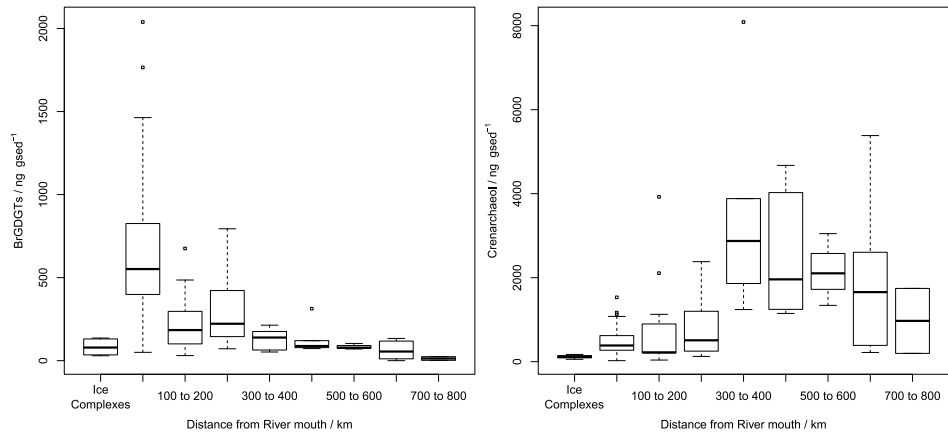 BrGDGTs / ng gsed⁻¹
2000
1500
1000
500
0
Ice
Complexes
100 to 200
300 to 400
500 to 600
700 to 800
Distance from River mouth / km
Crenarchaeol / ng gsed⁻¹
8000
6000
4000
2000
0
Ice
Complexes
100 to 200
300 to 400
500 to 600
700 to 800
Distance from River mouth / km